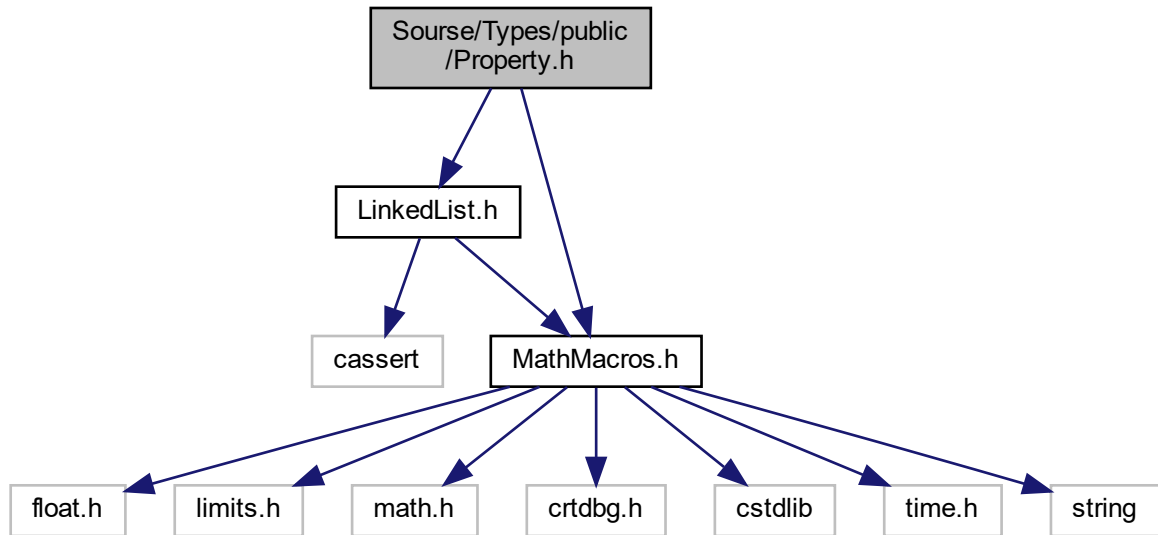 Sourse/Types/public
/Property.h
LinkedList.h
cassert
MathMacros.h
float.h
limits.h
math.h
crtdbg.h
cstdlib
time.h
string